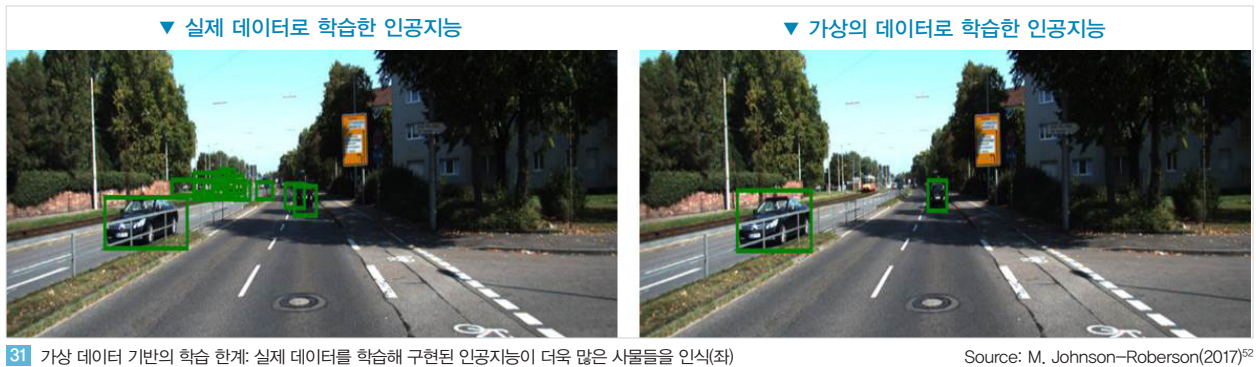 ▼ 실제 데이터로 학습한 인공지능
▼ 가상의 데이터로 학습한 인공지능
31 가상 데이터 기반의 학습 한계: 실제 데이터를 학습해 구현된 인공지능이 더욱 많은 사물들을 인식(좌)
Source: M. Johnson-Roberson(2017)52